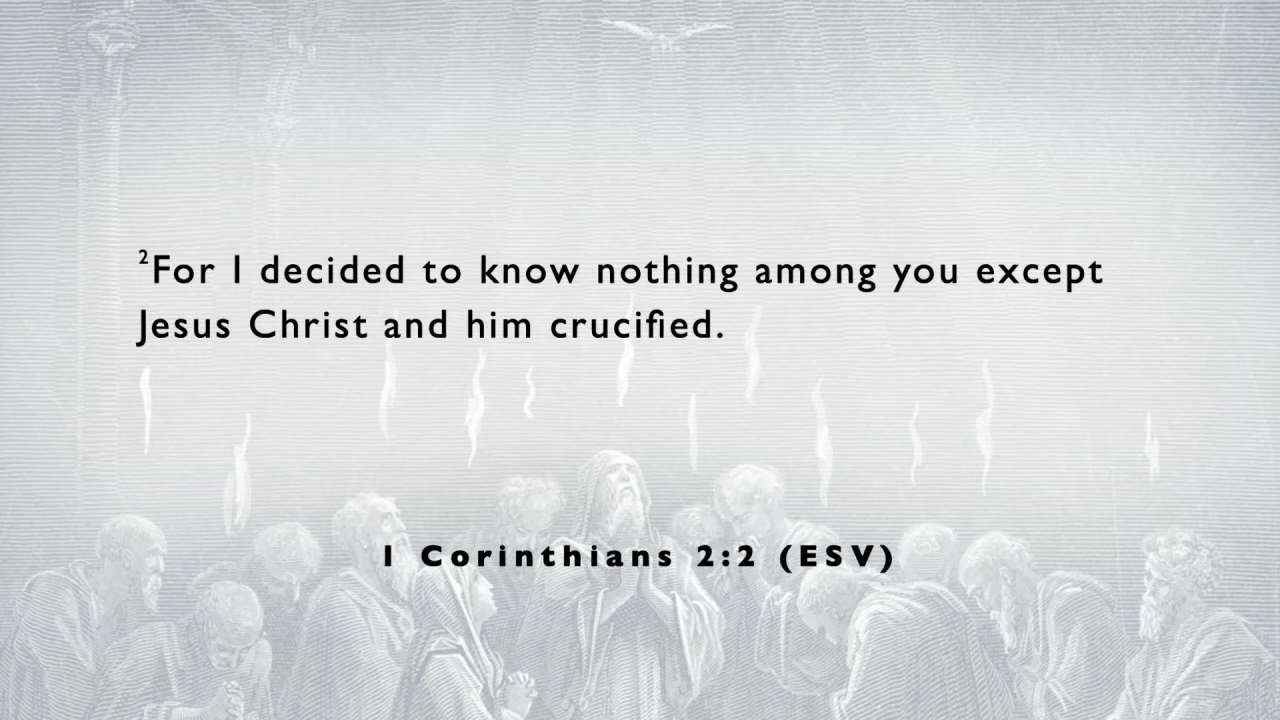 ²For I decided to know nothing among you except
Jesus Christ and him crucified.
1 Corinthians 2:2 (ESV)